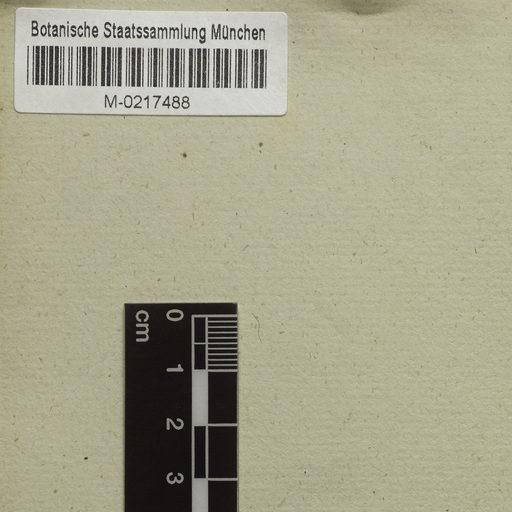 Botanische Staatssammlung München
M-0217488
cm
0
1
2
3